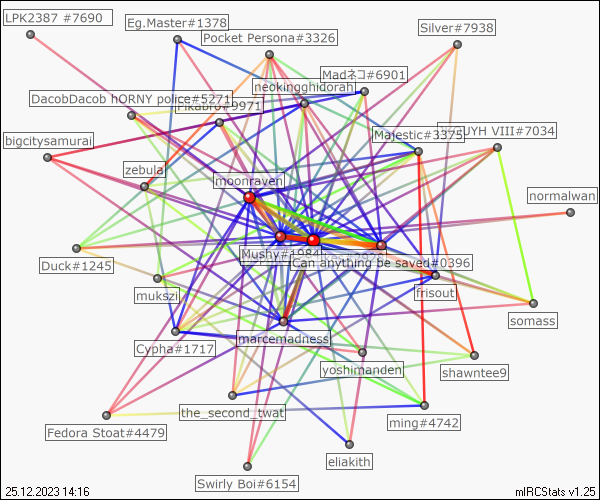 LPK2387 #7690
Eg.Master#1378
Pocket Persona#3326
Silver#7938
Madネコ#6901
neokingghidorah
DacobDacob hORNY police#5271
#9971
bigcitysamurai
Majestic#3375
UYH VIII#7034
zebula
moonraven
normalwan
Mushy#1984
Can anything be saved#0396
Duck#1245
mukszi
frisout
somass
marcemadness
Cypha#1717
yoshimanden
shawntee9
the_second_twat
ming#4742
Fedora Stoat#4479
eliakith
Swirly Boi#6154
25.12.2023 14:16
mIRCStats v1.25